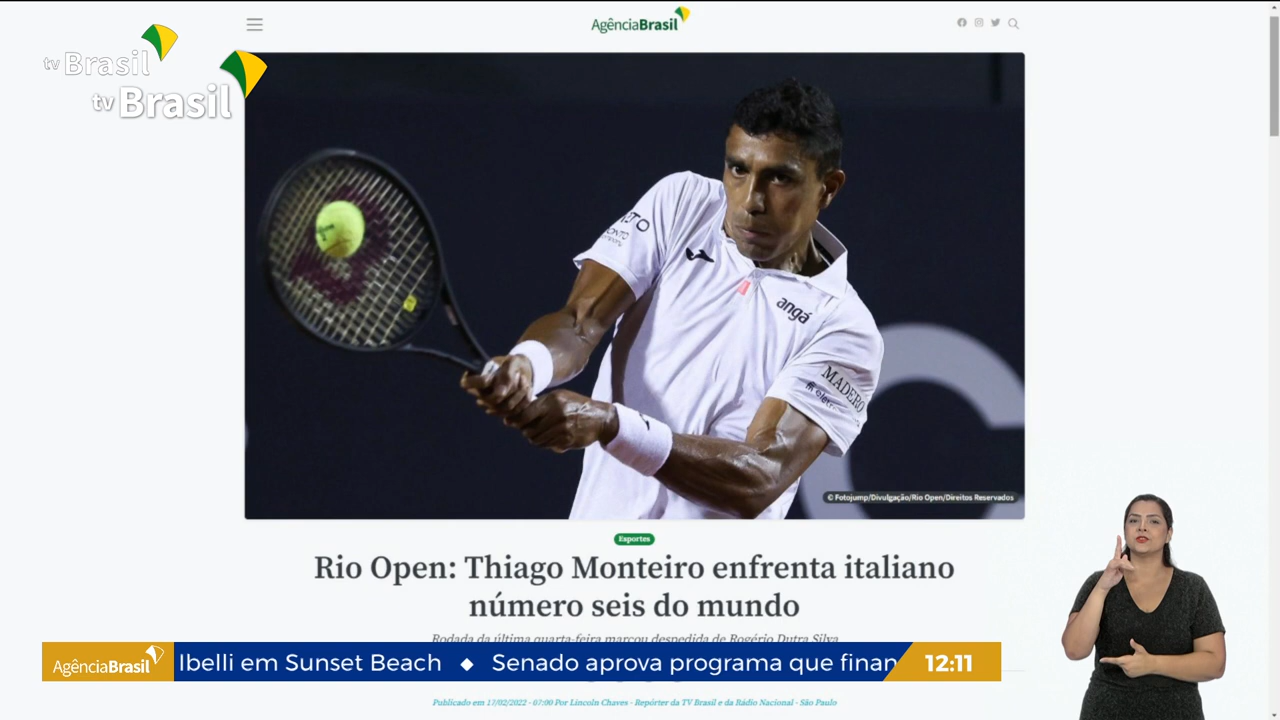 AgênciaBrasil
tv Brasil
tv Brasil
angá
MADERO
© Fotojump/Divulgação/Rio Open/Direitos Reservados
Esportes
Rio Open: Thiago Monteiro enfrenta italiano
número seis do mundo
Rodada da última quarta-feira marcou despedida de Rogério Dutra Silva
AgênciaBrasil
Ibelli em Sunset Beach ◆ Senado aprova programa que finan
12:11
Publicado em 17/02/2022 - 07:00 Por Lincoln Chaves - Repórter da TV Brasil e da Rádio Nacional - São Paulo